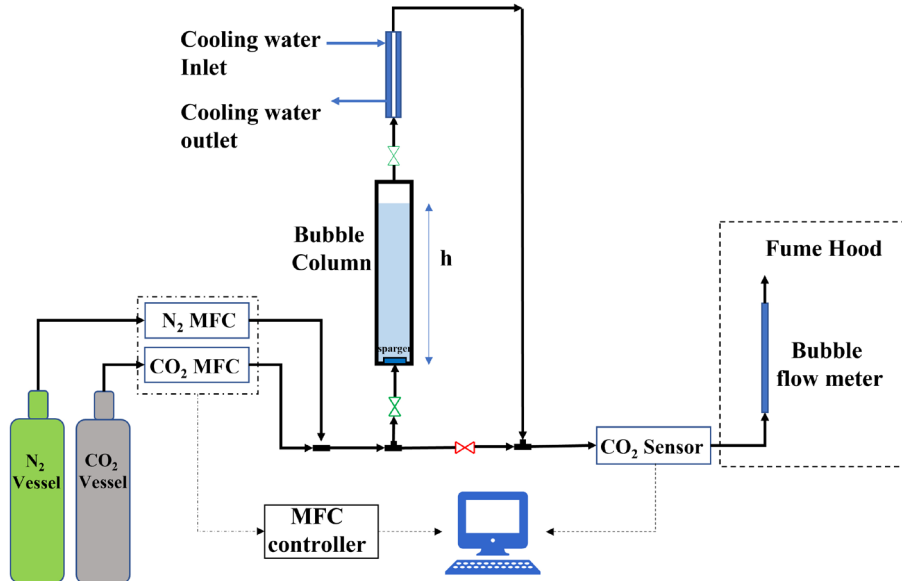 Cooling water
Inlet
Cooling water
outlet
Bubble
Column
h
sparger
Fume Hood
Bubble
flow meter
N₂ MFC
CO₂ MFC
N₂
Vessel
CO₂
Vessel
CO₂ Sensor
MFC
controller